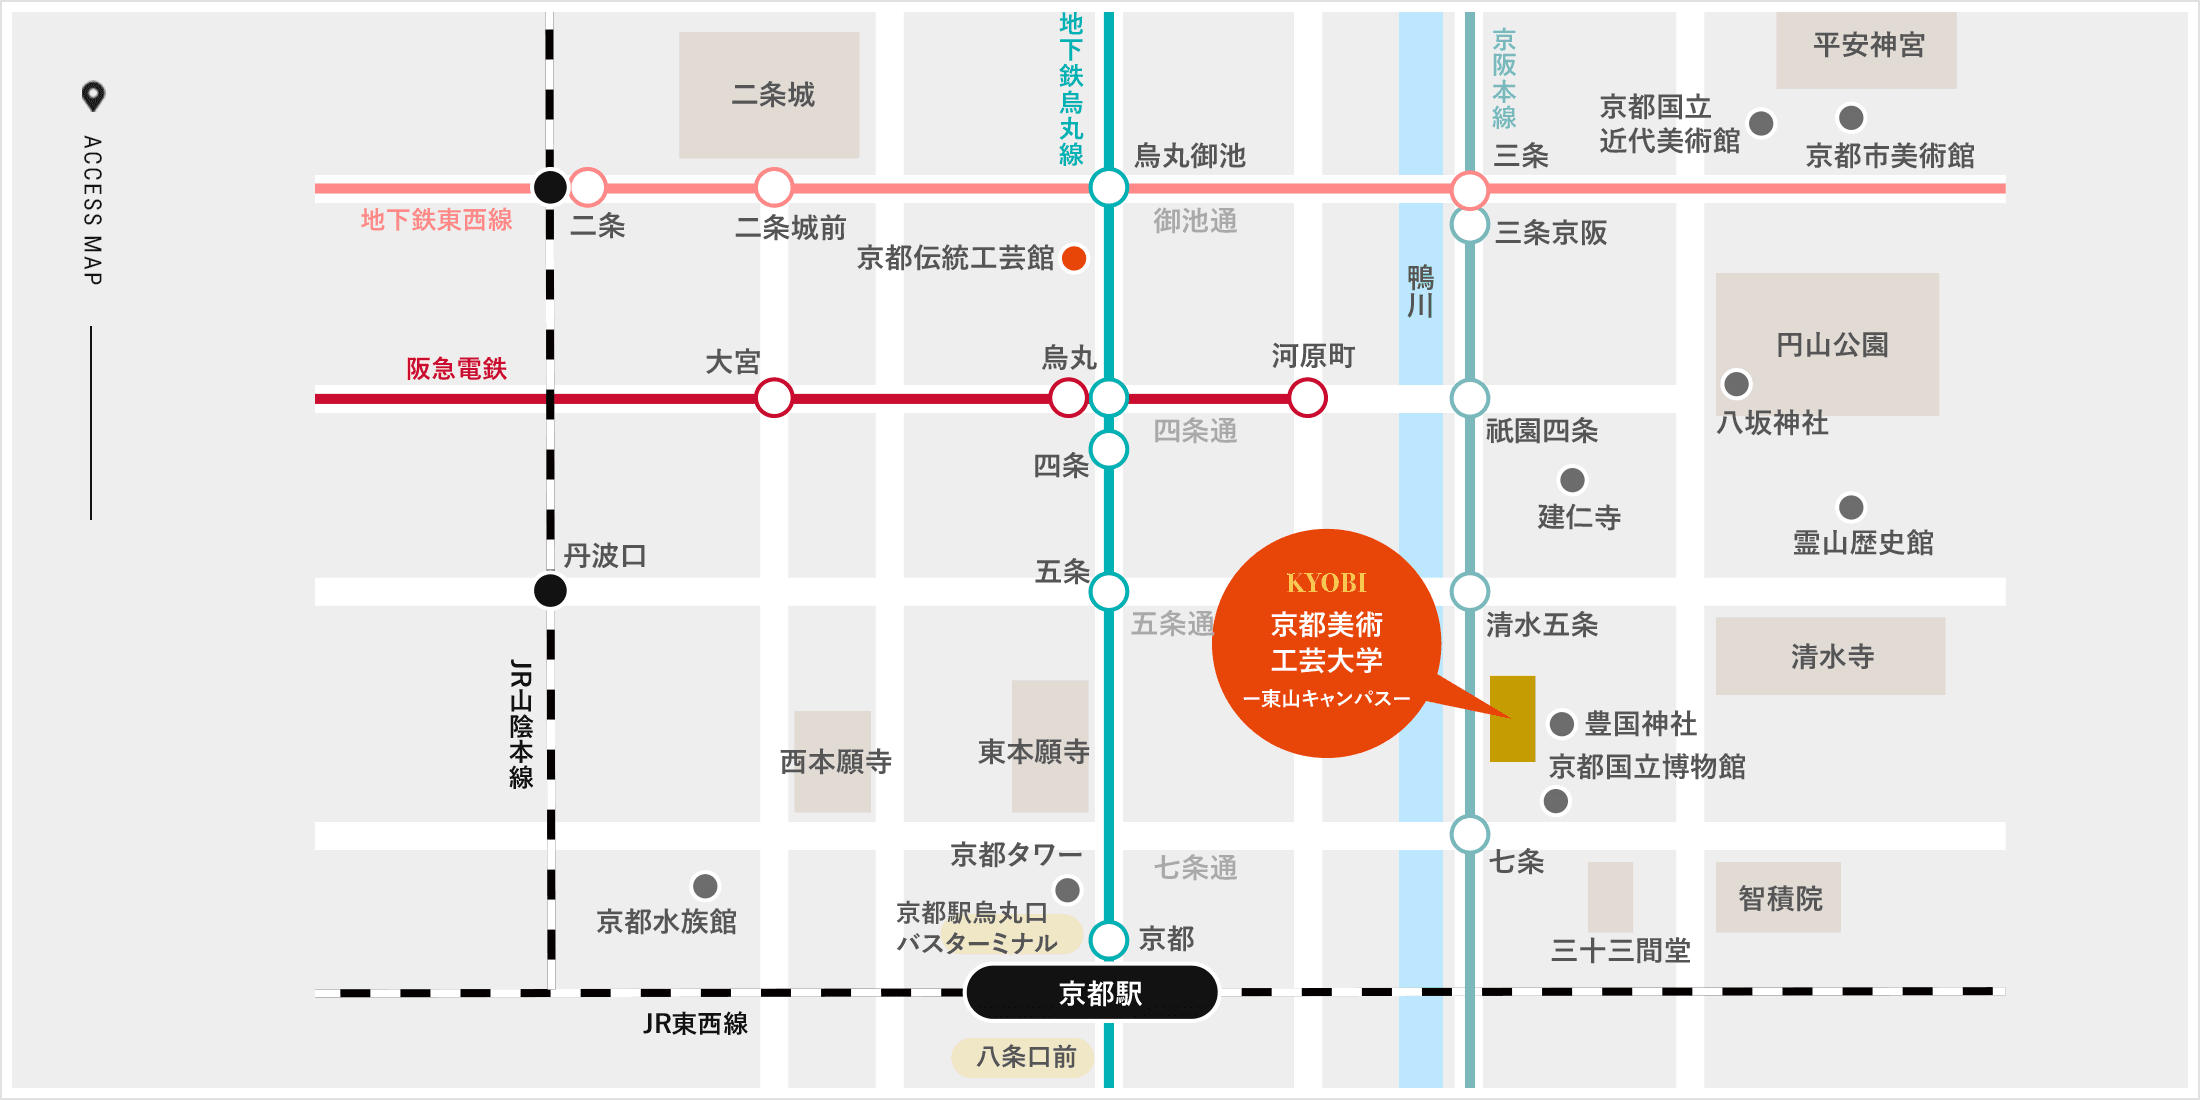 ACCESS MAP
地下鉄烏丸線
京阪本線
平安神宮
二条城
京都国立
近代美術館
京都市美術館
烏丸御池
三条
地下鉄東西線
二条
二条城前
御池通
三条京阪
京都伝統工芸館
鴨川
円山公園
阪急電鉄
大宮
烏丸
河原町
八坂神社
四条通
祇園四条
四条
建仁寺
霊山歴史館
丹波口
五条
KYOBI
京都美術
工芸大学
ー東山キャンパスー
五条通
清水五条
清水寺
JR山陰本線
西本願寺
東本願寺
豊国神社
京都国立博物館
京都タワー
七条通
七条
智積院
京都水族館
京都駅烏丸口
バスターミナル
京都
三十三間堂
京都駅
JR東西線
八条口前